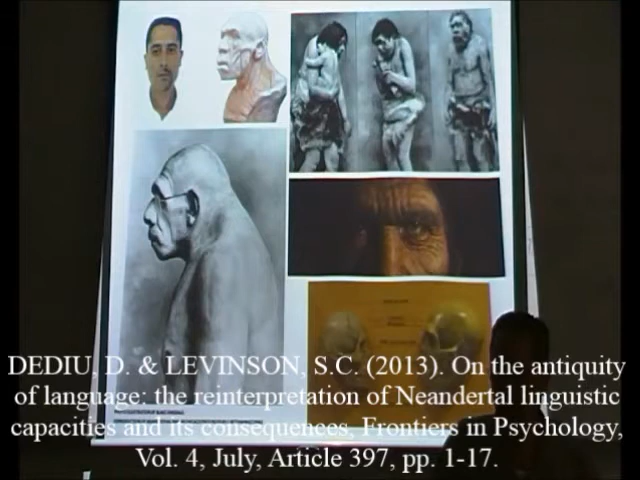 DEDIU, D. & LEVINSON, S.C. (2013). On the antiquity
of language: the reinterpretation of Neandertal linguistic
capacities and its consequences, Frontiers in Psychology,
Vol. 4, July, Article 397, pp. 1-17.